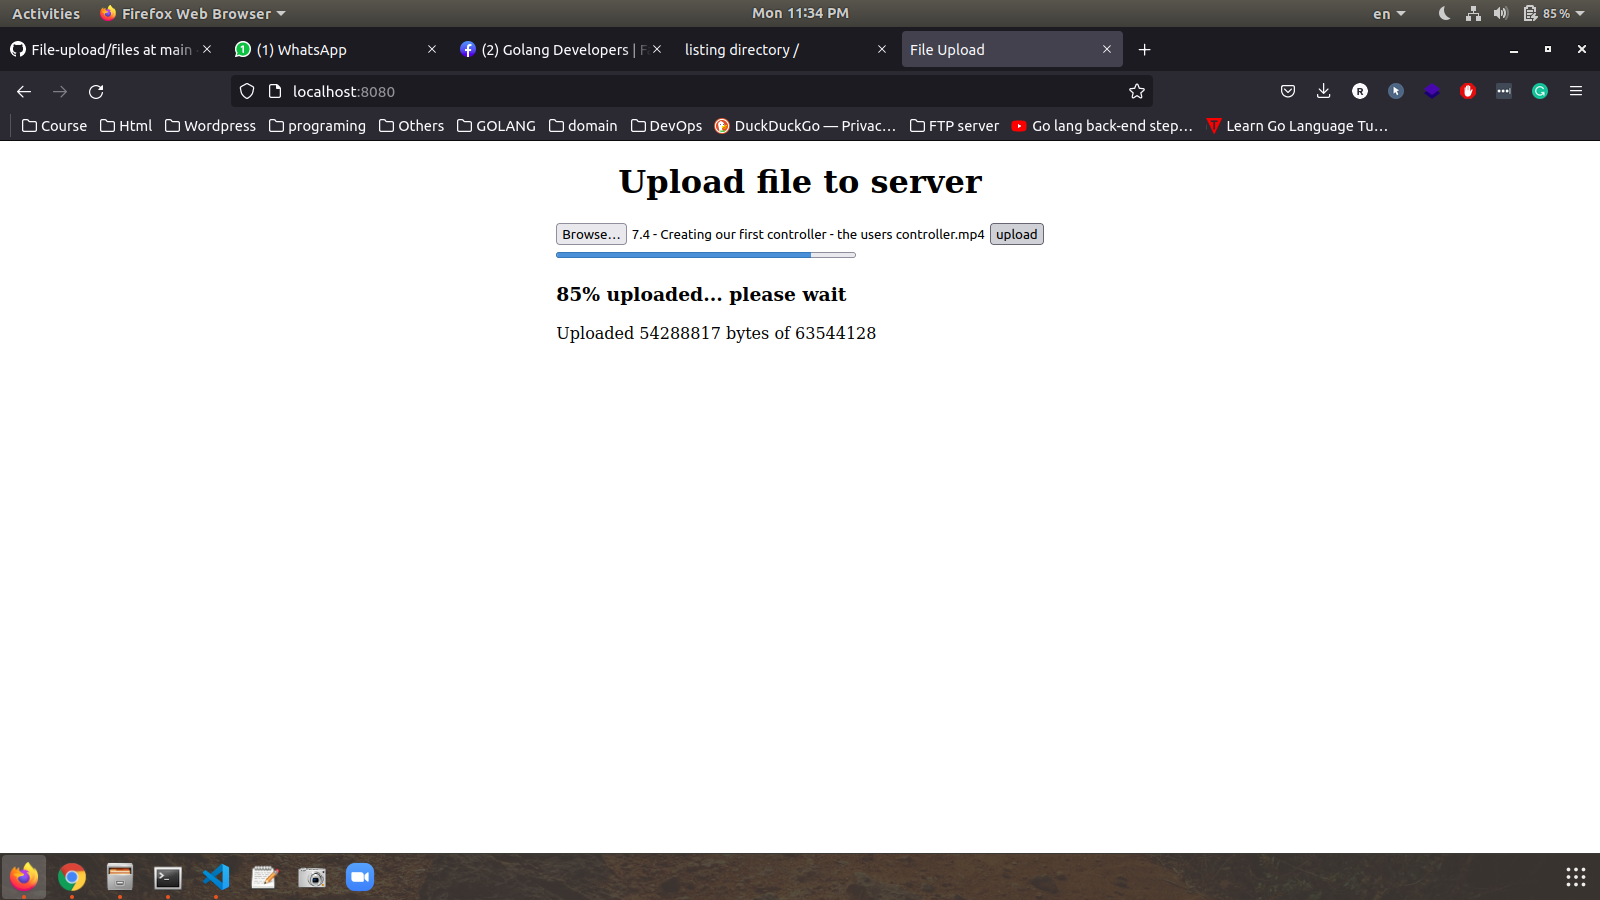 Activities Firefox Web Browser Mon 11:34 PM en 85 %
File-upload/files at main (1) WhatsApp (2) Golang Developers | Fa listing directory / File Upload
localhost:8080
Course Html Wordpress programing Others GOLANG domain DevOps DuckDuckGo — Privac… FTP server Go lang back-end step… Learn Go Language Tu…
Upload file to server
Browse… 7.4 - Creating our first controller - the users controller.mp4 upload
85% uploaded... please wait
Uploaded 54288817 bytes of 63544128